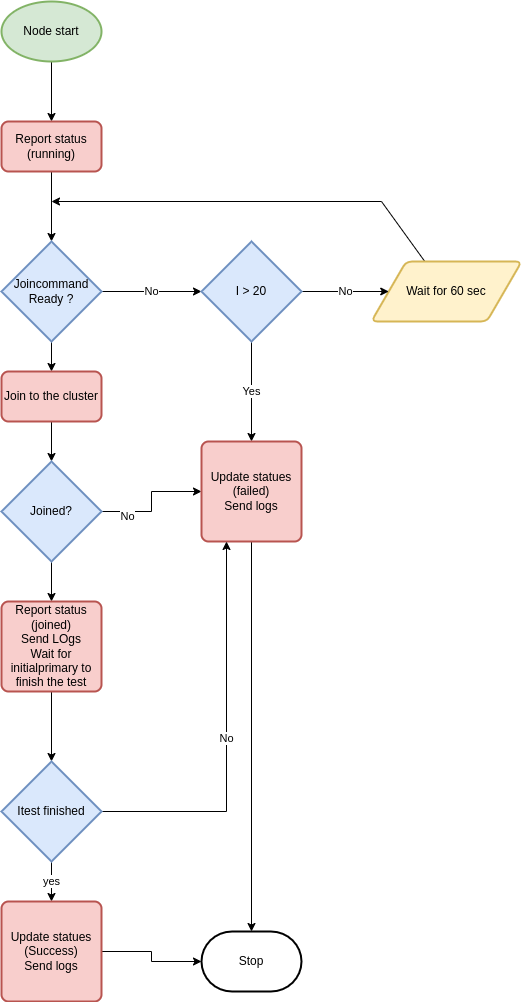 Node start
Report status
(running)
Joincommand
Ready ?
No
I > 20
No
Wait for 60 sec
Yes
Join to the cluster
Update statues
(failed)
Send logs
Joined?
No
Report status
(joined)
Send LOgs
Wait for
initialprimary to
finish the test
No
Itest finished
yes
Update statues
(Success)
Send logs
Stop